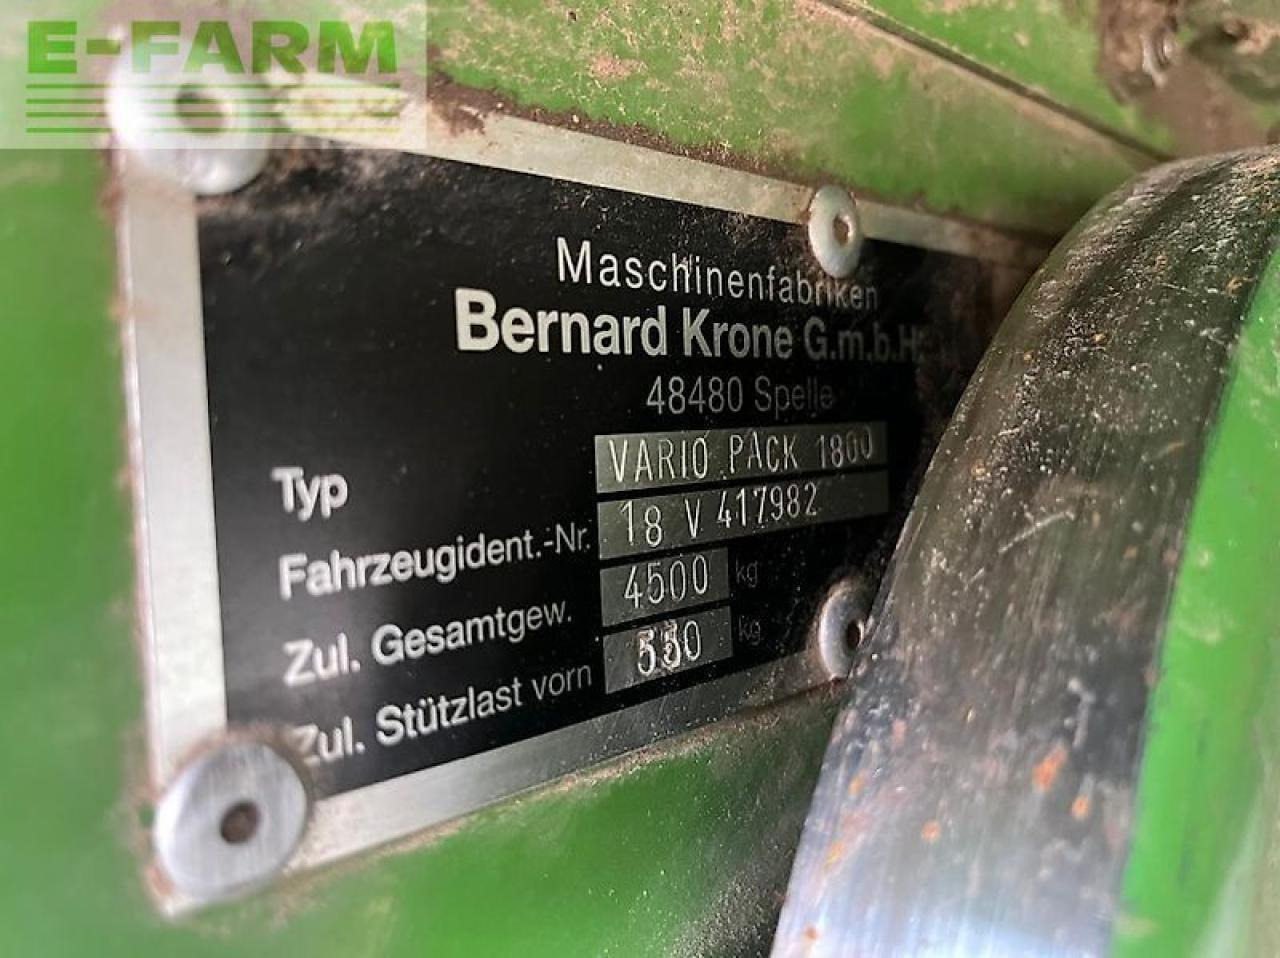 E-FARM
Maschinenfabriken
Bernard Krone G.m.b.H.
48480 Spelle
Typ VARIO PACK 1800
Fahrzeugident.-Nr. 18 V 417982
Zul. Gesamtgew. 4500 kg
Zul. Stützlast vorn 550 kg